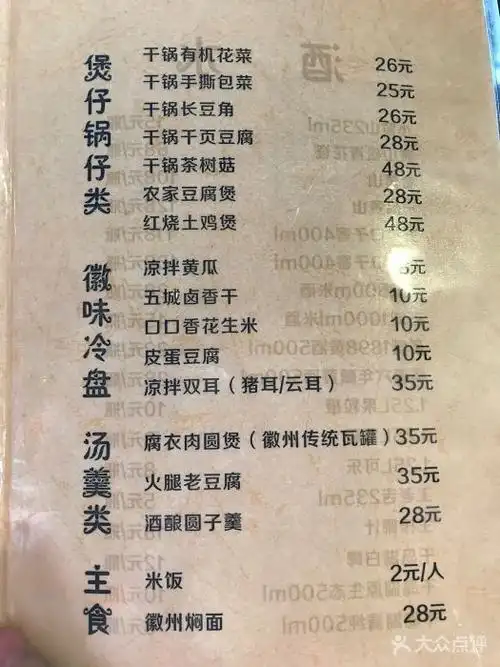 煲仔锅仔类
干锅有机花菜 26元
干锅手撕包菜 25元
干锅长豆角 26元
干锅千页豆腐 28元
干锅茶树菇 48元
农家豆腐煲 28元
红烧土鸡煲 48元
徽味冷盘
凉拌黄瓜 元
五城卤香干 10元
口口香花生米 10元
皮蛋豆腐 10元
凉拌双耳（猪耳/云耳） 35元
汤羹类
腐衣肉圆煲（徽州传统瓦罐） 35元
火腿老豆腐 35元
酒酿圆子羹 28元
主食
米饭 2元/人
徽州焖面 28元
大众点评